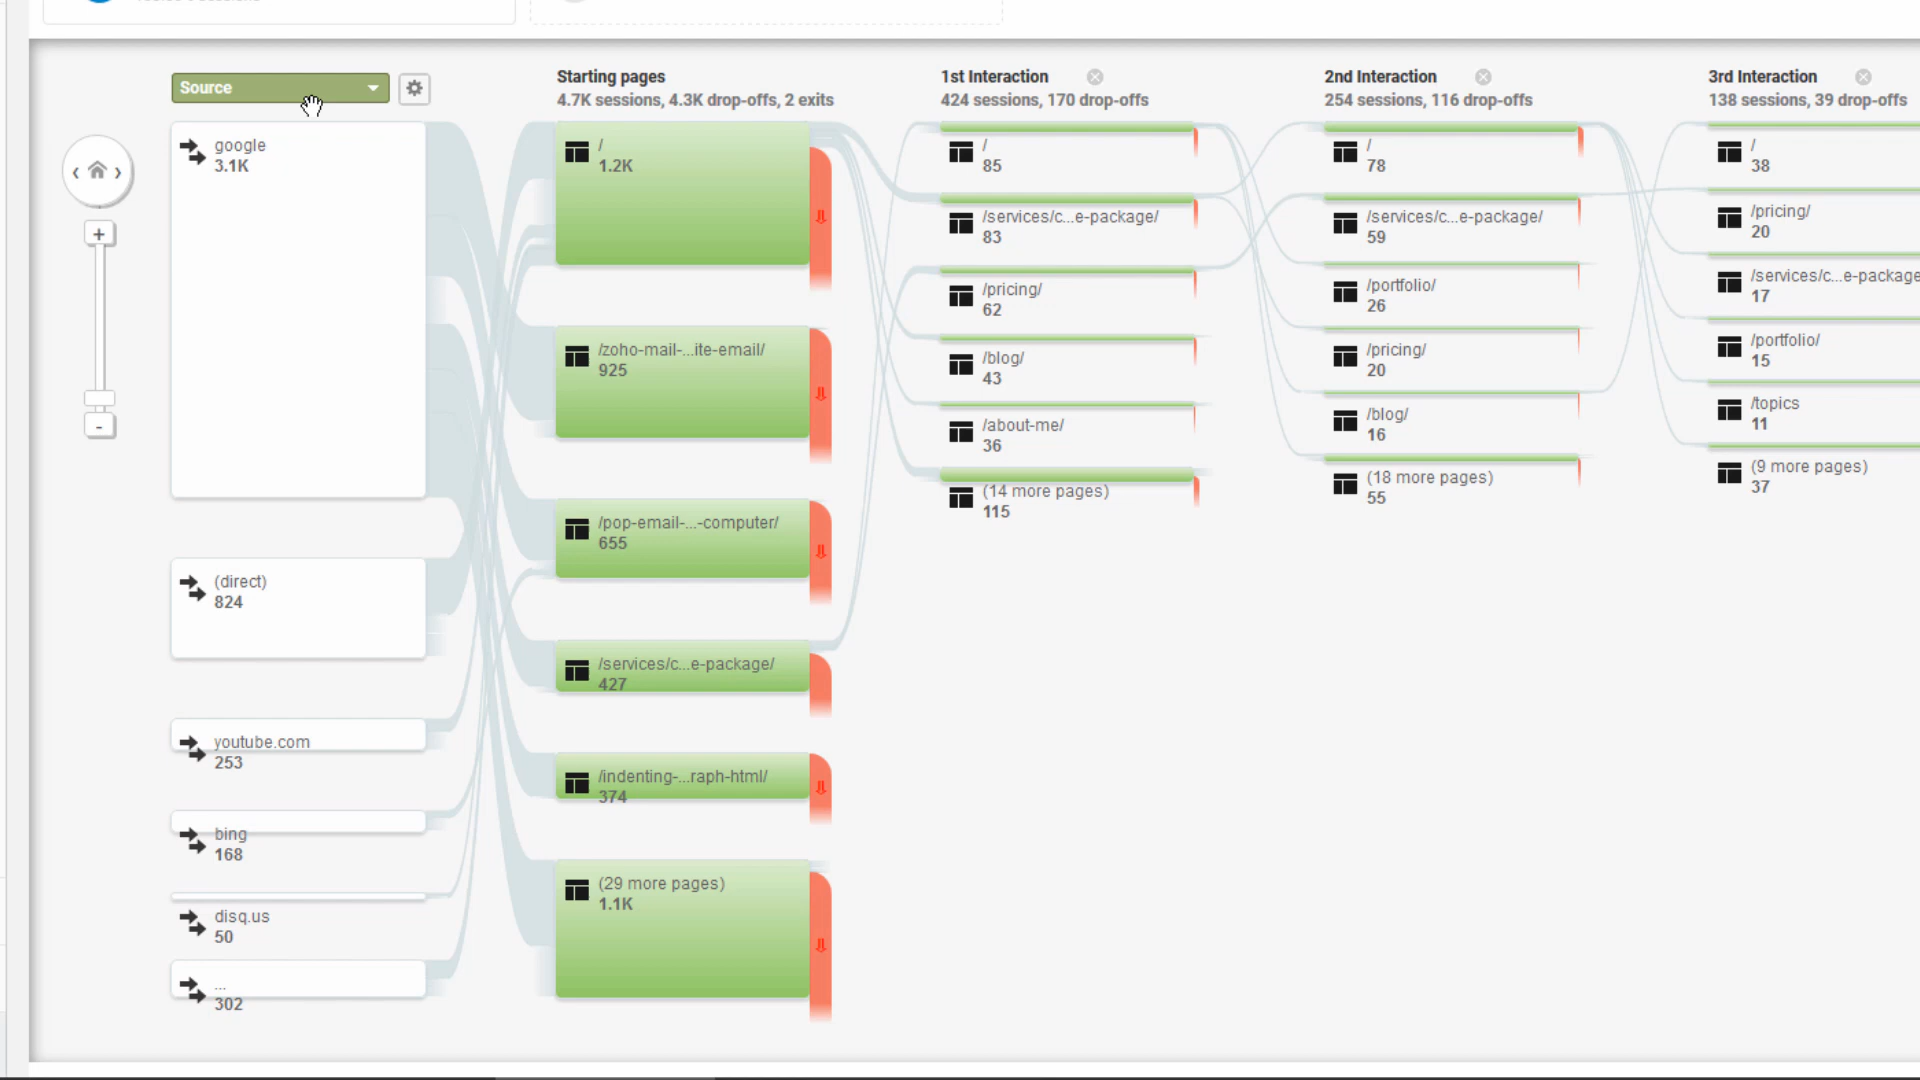 Source
google
3.1K
(direct)
824
youtube.com
253
bing
168
disq.us
50
...
302
+
-
Starting pages
4.7K sessions, 4.3K drop-offs, 2 exits
/
1.2K
/zoho-mail-...ite-email/
925
/pop-email-...-computer/
655
/services/c...e-package/
427
/indenting-...raph-html/
374
(29 more pages)
1.1K
1st Interaction
424 sessions, 170 drop-offs
/
85
/services/c...e-package/
83
/pricing/
62
/blog/
43
/about-me/
36
(14 more pages)
115
2nd Interaction
254 sessions, 116 drop-offs
/
78
/services/c...e-package/
59
/portfolio/
26
/pricing/
20
/blog/
16
(18 more pages)
55
3rd Interaction
138 sessions, 39 drop-offs
/
38
/pricing/
20
/services/c...e-package
17
/portfolio/
15
/topics
11
(9 more pages)
37